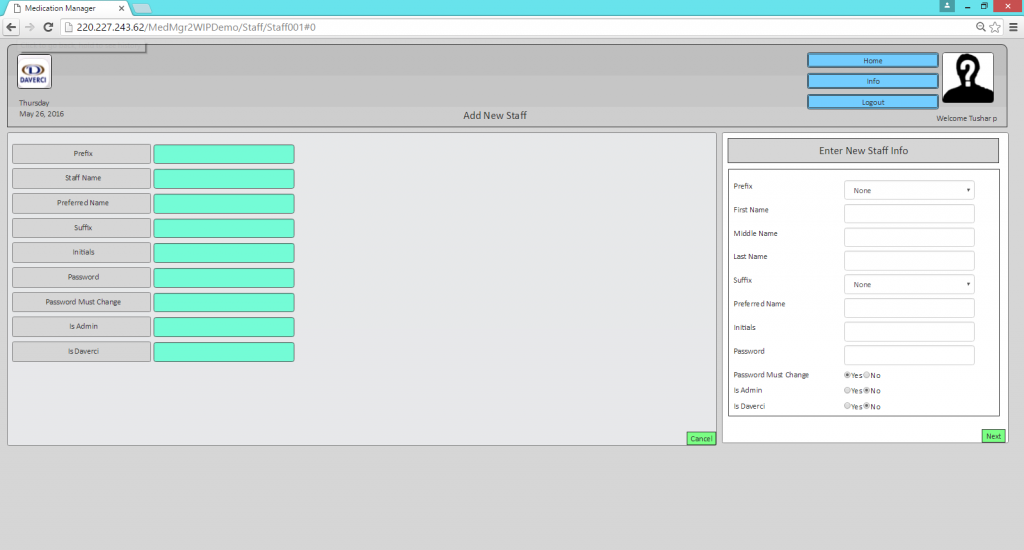 Medication Manager
220.227.243.62/MedMgr2WIPDemo/Staff/Staff001#0
DAVERCI
Thursday
May 26, 2016
Add New Staff
Home
Info
Logout
Welcome Tushar p
Prefix
Staff Name
Preferred Name
Suffix
Initials
Password
Password Must Change
Is Admin
Is Daverci
Cancel
Enter New Staff Info
Prefix None
First Name
Middle Name
Last Name
Suffix None
Preferred Name
Initials
Password
Password Must Change Yes No
Is Admin Yes No
Is Daverci Yes No
Next